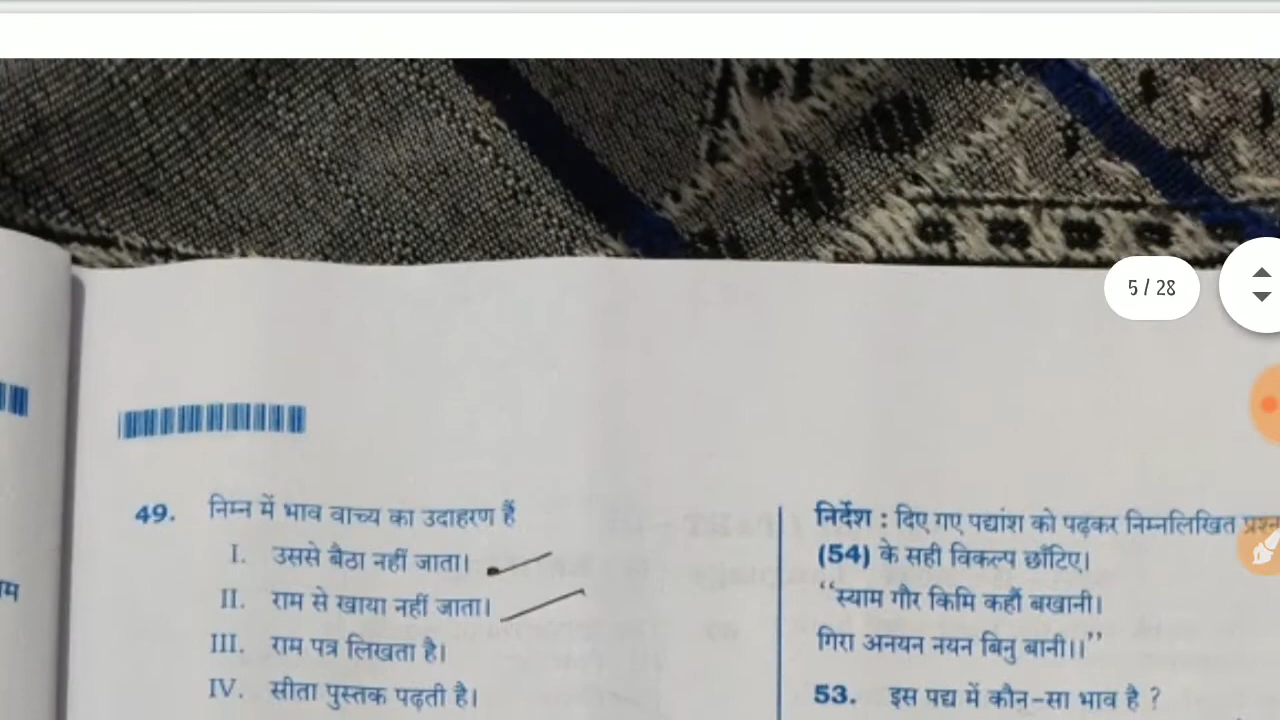 5 / 28
49. निम्न में भाव वाच्य का उदाहरण हैं
I. उससे बैठा नहीं जाता।
II. राम से खाया नहीं जाता।
III. राम पत्र लिखता है।
IV. सीता पुस्तक पढ़ती है।
निर्देश : दिए गए पद्यांश को पढ़कर निम्नलिखित
(54) के सही विकल्प छाँटिए।
“स्याम गौर किमि कहौं बखानी।
गिरा अनयन नयन बिनु बानी।।”
53. इस पद्य में कौन-सा भाव है ?